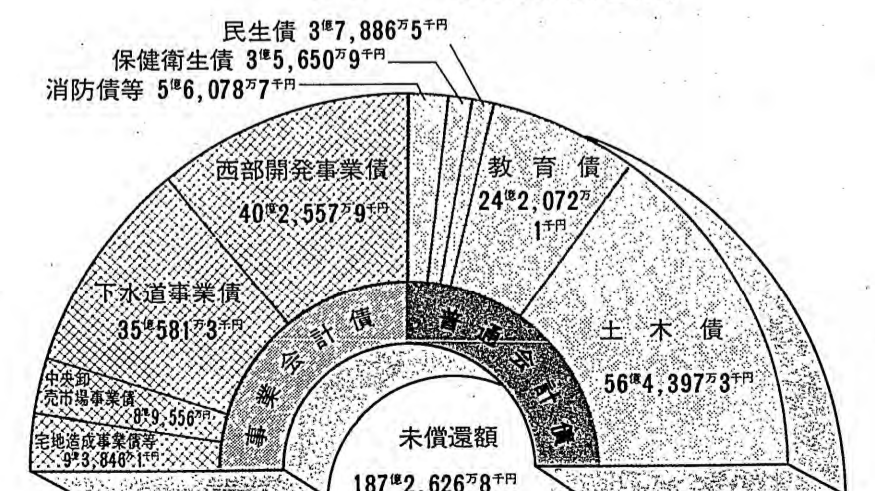 民生債 3億7,886万5千円
保健衛生債 3億5,650万9千円
消防債等 5億6,078万7千円
西部開発事業債
40億2,557万9千円
教育債
24億2,072万
1千円
下水道事業債
35億581万3千円
土木債
56億4,397万3千円
中央卸
売市場事業債
8億9,556万円
宅地造成事業債等
9億3,846万1千円
事業会計債
普通会計債
未償還額
187億2,626万8千円